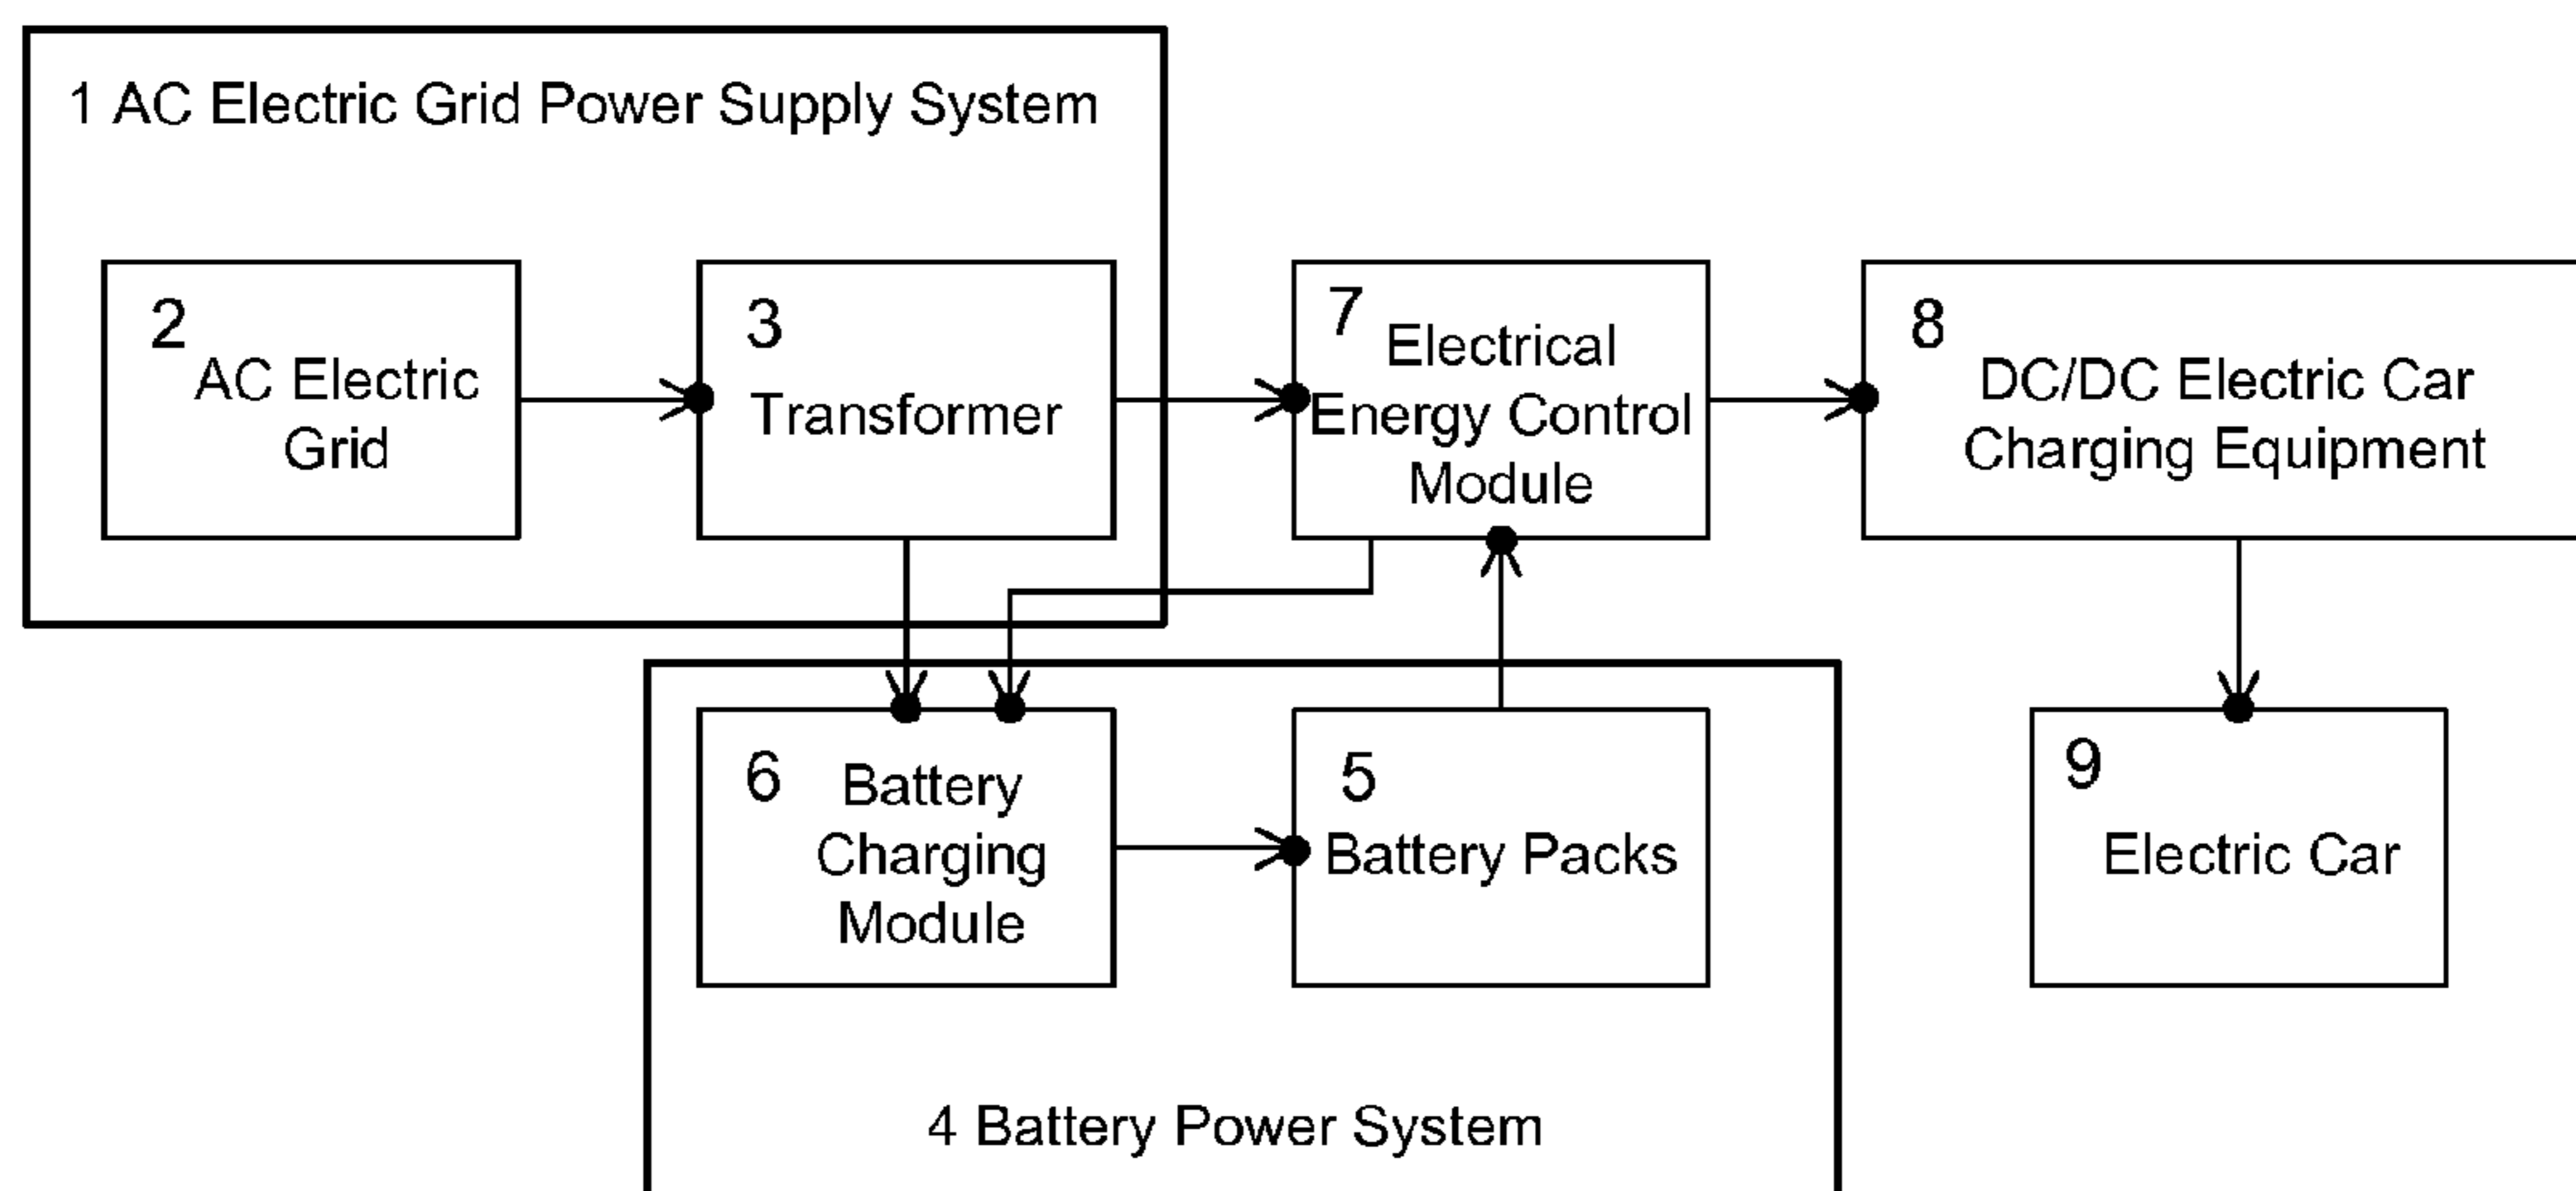 1 AC Electric Grid Power Supply System
2
AC Electric
Grid
3
Transformer
7
Electrical
Energy Control
Module
8
DC/DC Electric Car
Charging Equipment
6
Battery
Charging
Module
5
Battery Packs
9
Electric Car
4 Battery Power System